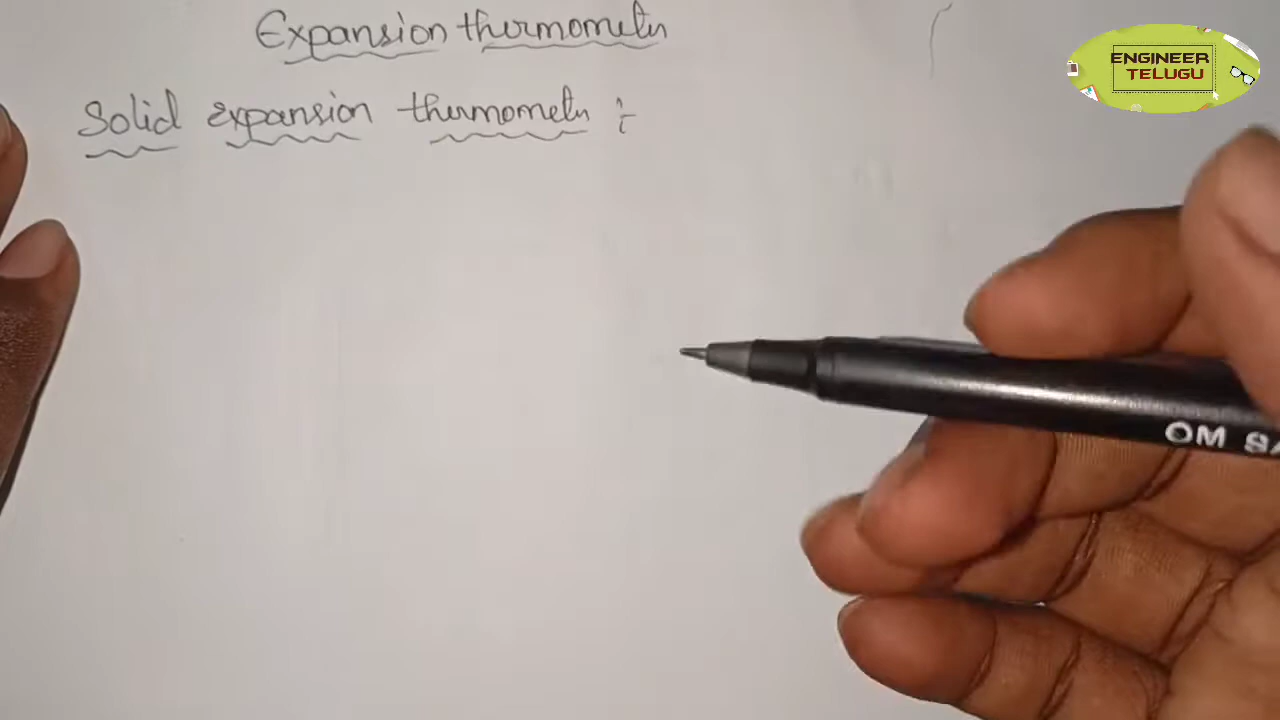 Expansion thermometer
ENGINEER
TELUGU
Solid expansion thermometer :-
OM SA